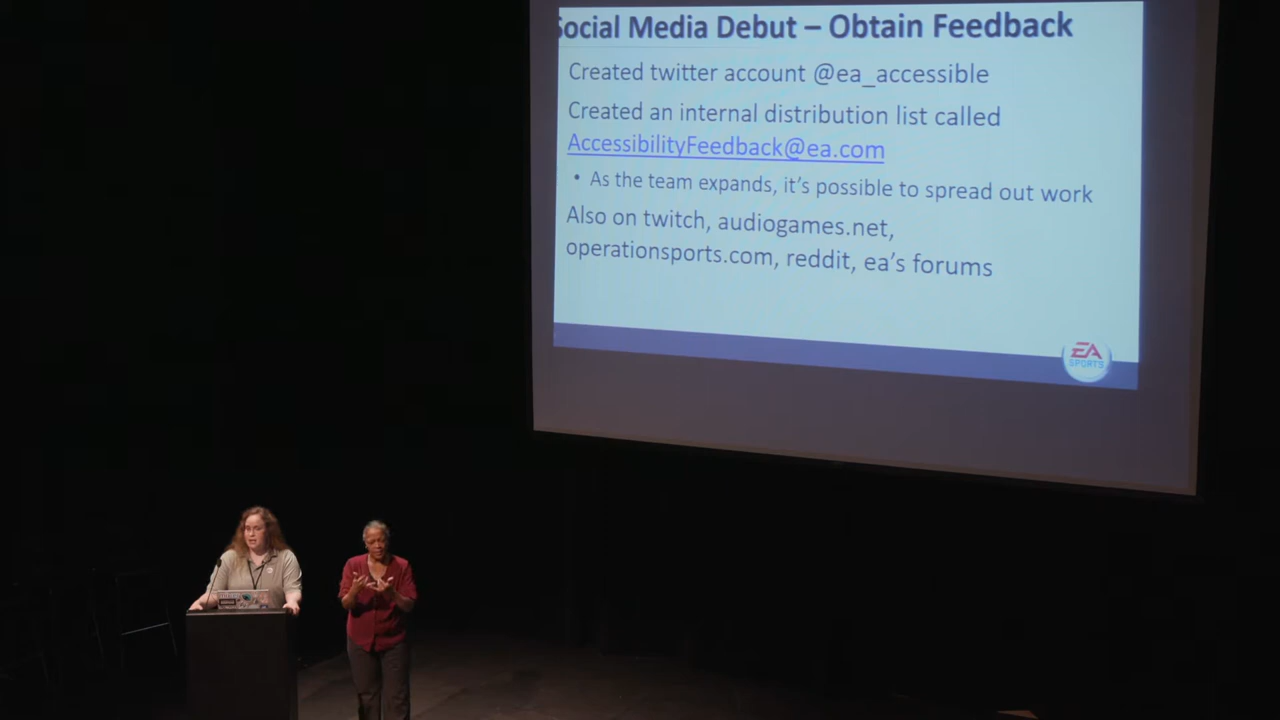 Social Media Debut – Obtain Feedback
Created twitter account @ea_accessible
Created an internal distribution list called
AccessibilityFeedback@ea.com
• As the team expands, it's possible to spread out work
Also on twitch, audiogames.net,
operationsports.com, reddit, ea's forums
EA
SPORTS